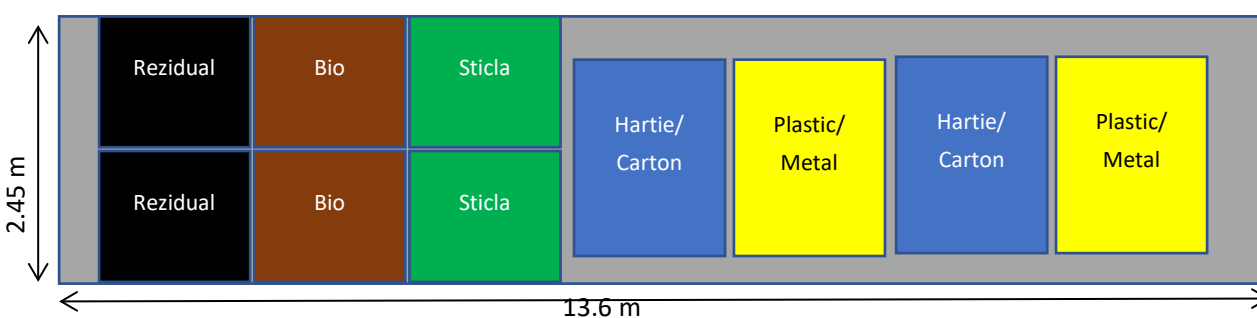 Rezidual
Bio
Sticla
Hartie/
Carton
Plastic/
Metal
Hartie/
Carton
Plastic/
Metal
Rezidual
Bio
Sticla
2.45 m
13.6 m